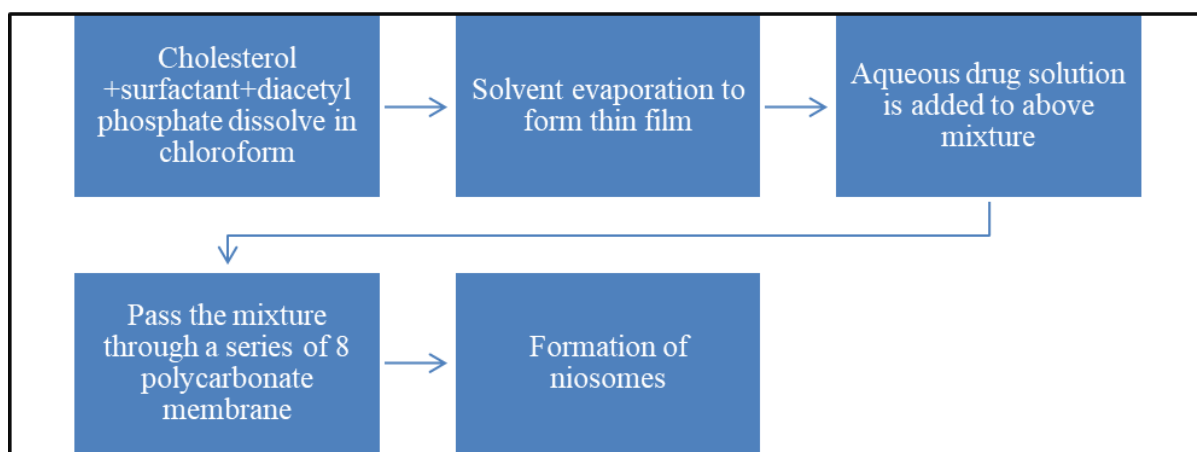 Cholesterol
+surfactant+diacetyl
phosphate dissolve in
chloroform
Solvent evaporation to
form thin film
Aqueous drug solution
is added to above
mixture
Pass the mixture
through a series of 8
polycarbonate
membrane
Formation of
niosomes